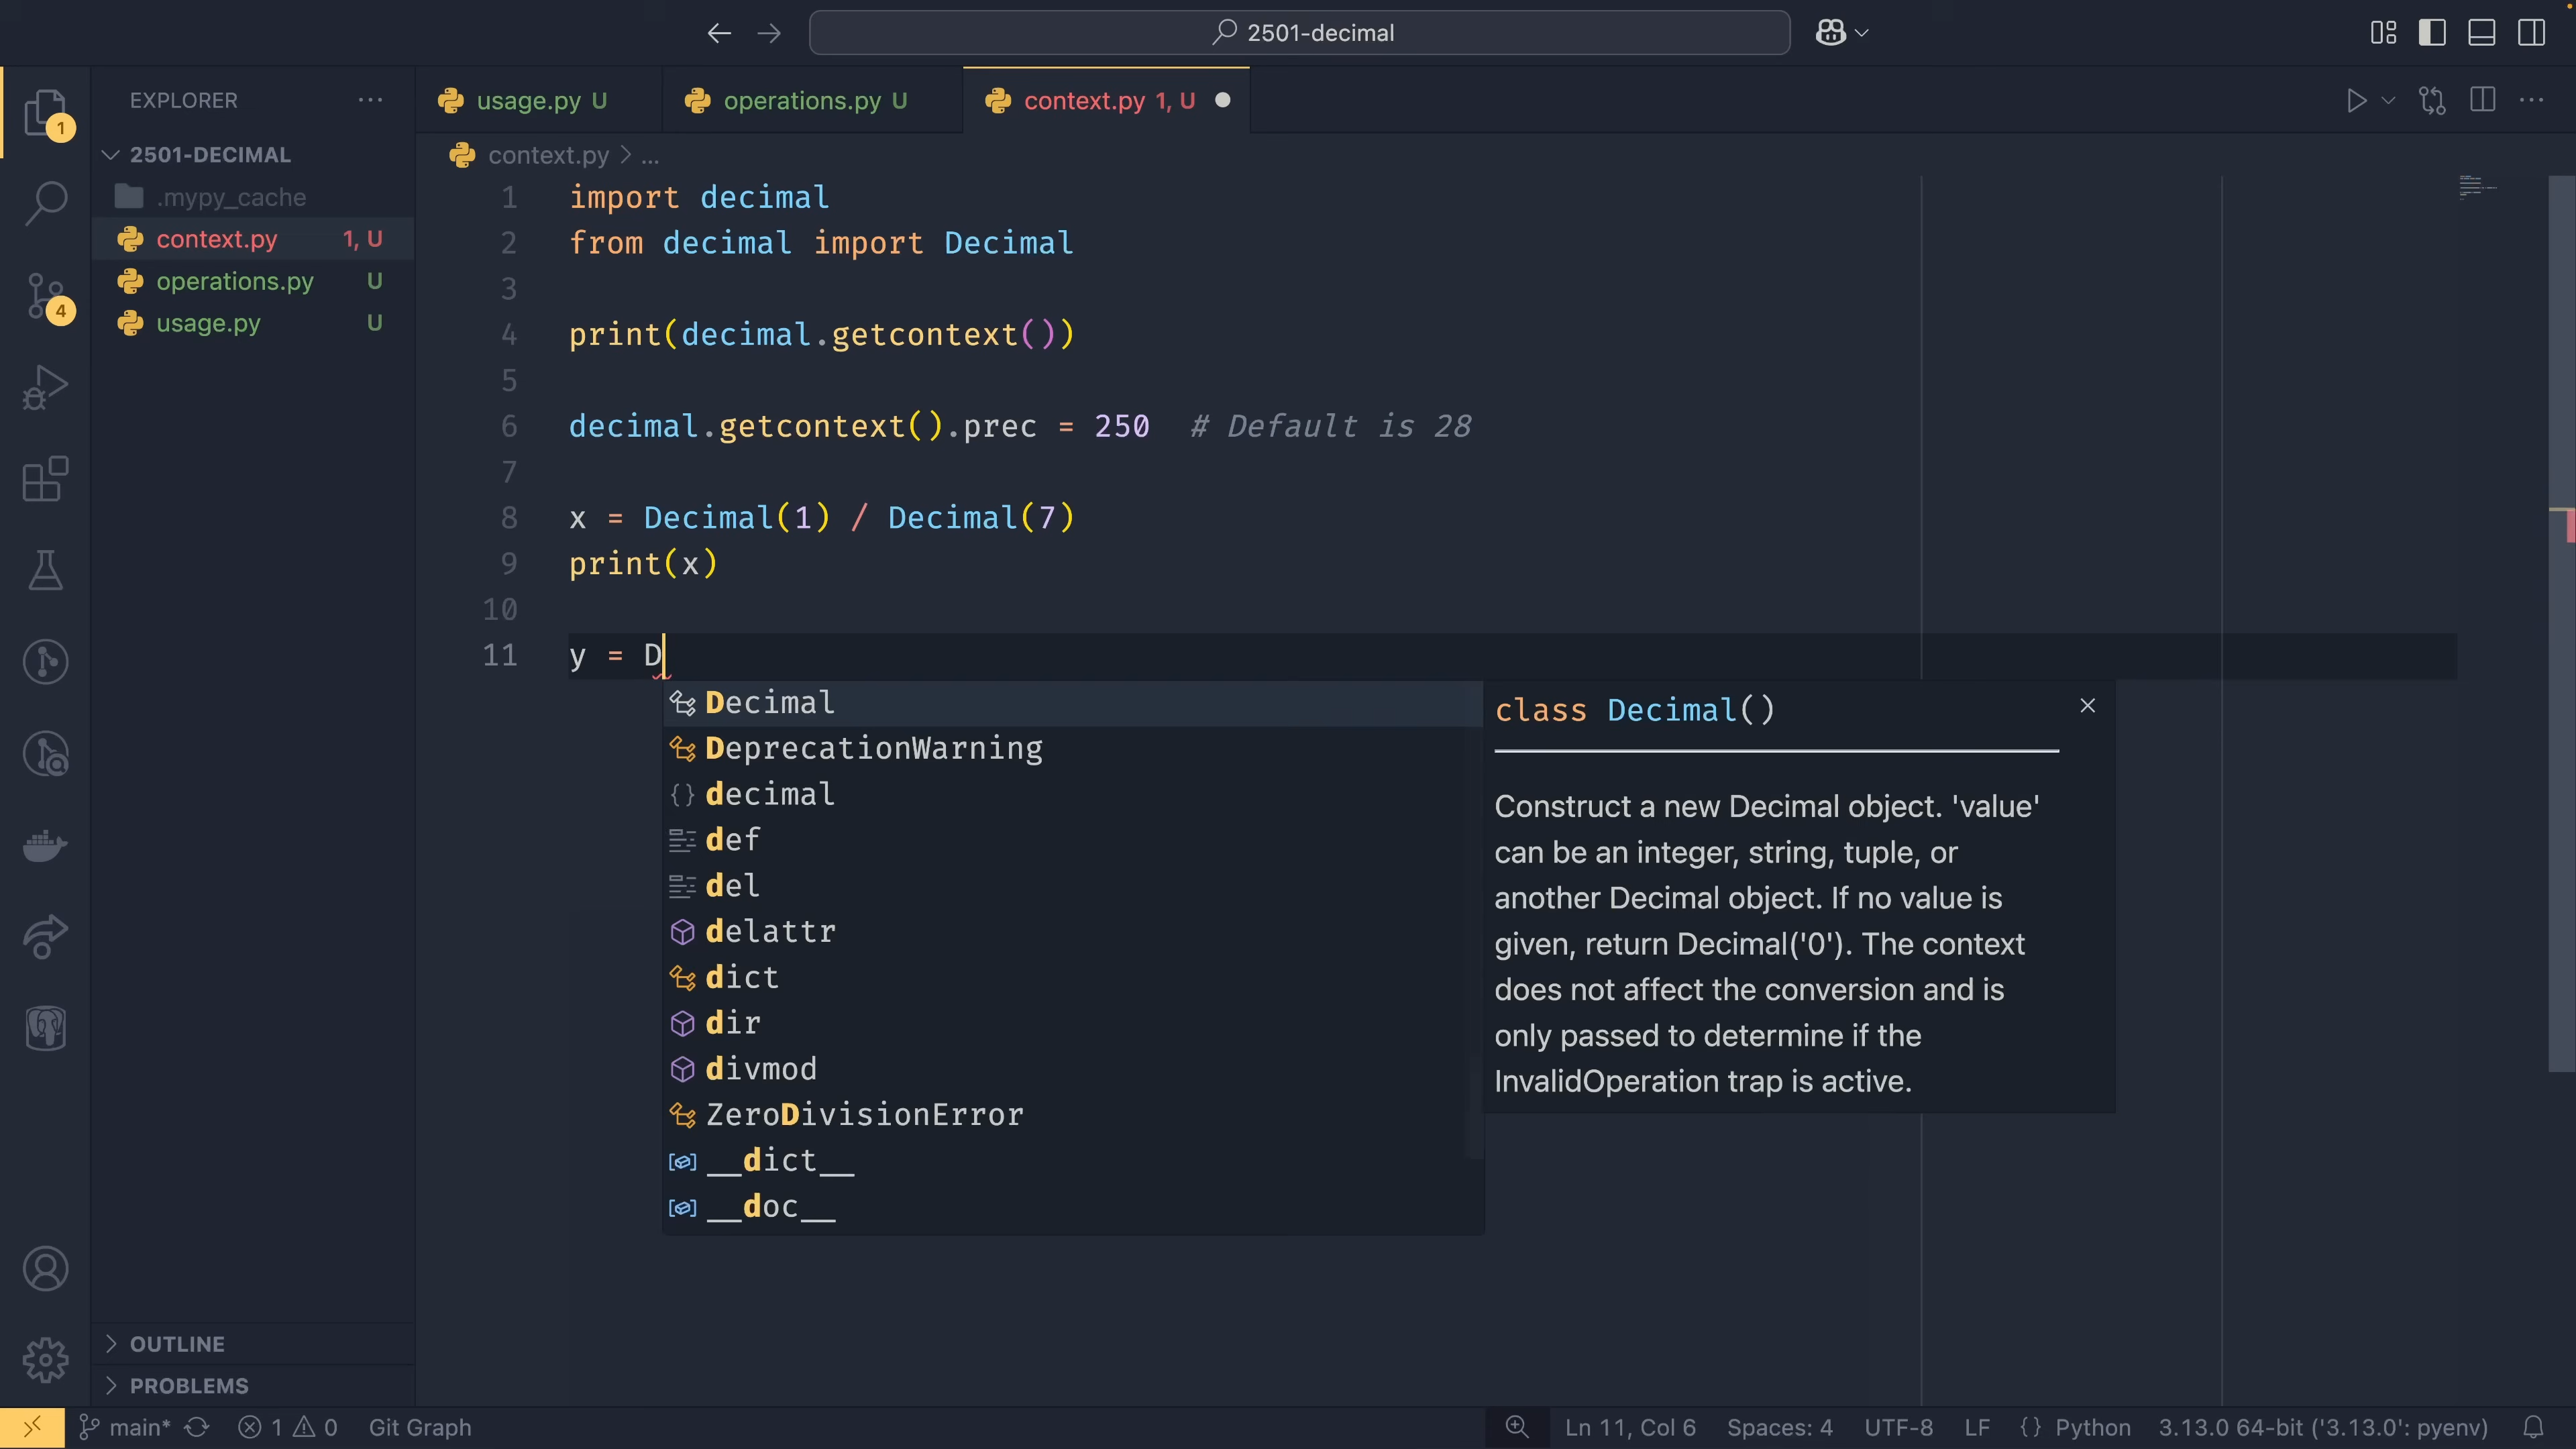 2501-decimal
EXPLORER
usage.py U
operations.py U
context.py 1, U
1
2501-DECIMAL
.mypy_cache
context.py 1, U
operations.py U
usage.py U
4
context.py > ...
1 import decimal
2 from decimal import Decimal
3
4 print(decimal.getcontext())
5
6 decimal.getcontext().prec = 250 # Default is 28
7
8 x = Decimal(1) / Decimal(7)
9 print(x)
10
11 y = D
Decimal
DeprecationWarning
decimal
def
del
delattr
dict
dir
divmod
ZeroDivisionError
__dict__
__doc__
class Decimal()
Construct a new Decimal object. 'value'
can be an integer, string, tuple, or
another Decimal object. If no value is
given, return Decimal('0'). The context
does not affect the conversion and is
only passed to determine if the
InvalidOperation trap is active.
OUTLINE
PROBLEMS
main* 1 0 Git Graph
Ln 11, Col 6 Spaces: 4 UTF-8 LF {} Python 3.13.0 64-bit ('3.13.0': pyenv)